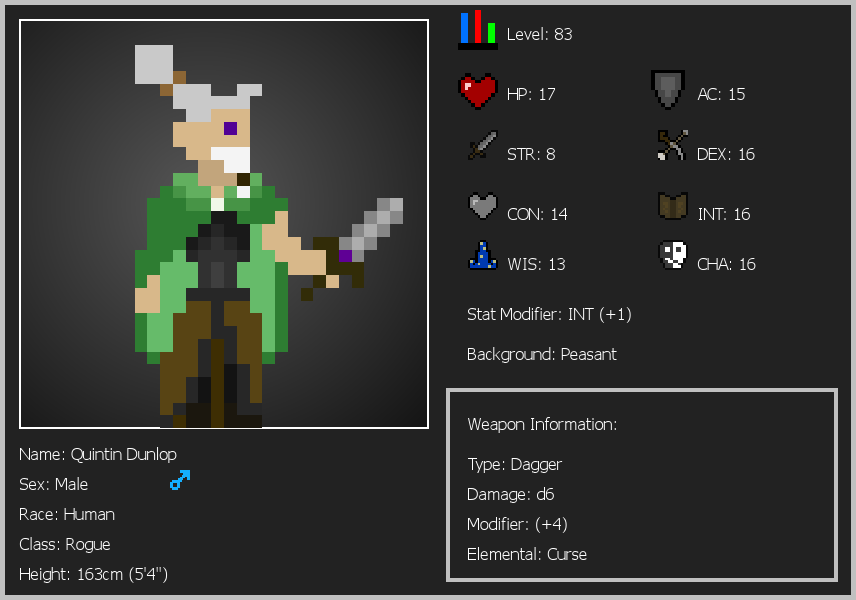 Level: 83
HP: 17
AC: 15
STR: 8
DEX: 16
CON: 14
INT: 16
WIS: 13
CHA: 16
Stat Modifier: INT (+1)
Background: Peasant
Weapon Information:
Type: Dagger
Damage: d6
Modifier: (+4)
Elemental: Curse
Name: Quintin Dunlop
Sex: Male
Race: Human
Class: Rogue
Height: 163cm (5'4")